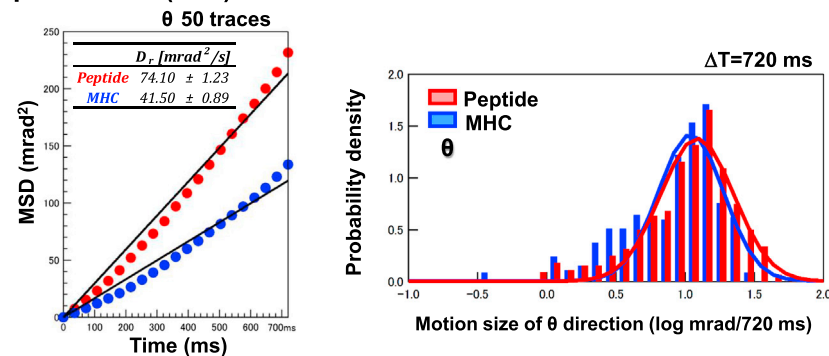 θ 50 traces
D_r [mrad²/s]
Peptide 74.10 ± 1.23
MHC 41.50 ± 0.89
250
200
150
100
50
0
MSD (mrad²)
0 100 200 300 400 500 600 700ms
Time (ms)
ΔT=720 ms
Peptide
MHC
θ
2.0
1.5
1.0
0.5
0.0
Probability density
-1.0 -0.5 0.0 0.5 1.0 1.5 2.0
Motion size of θ direction (log mrad/720 ms)